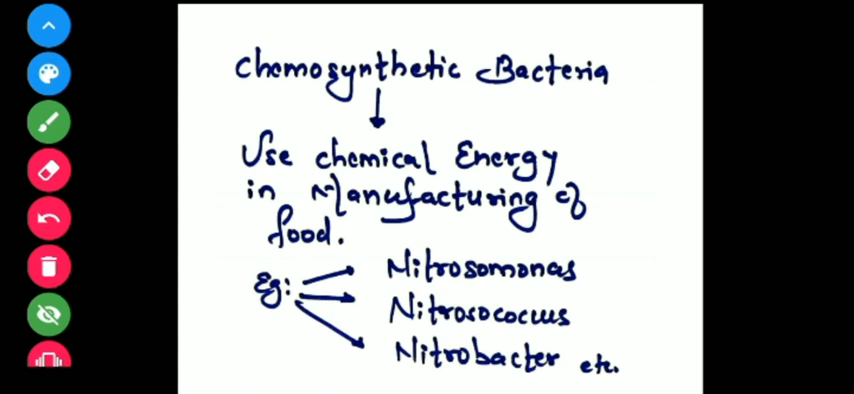 Chemosynthetic Bacteria
Use chemical Energy
in Manufacturing of
food.
Eg: Nitrosomonas
Nitrosococcus
Nitrobacter etc.